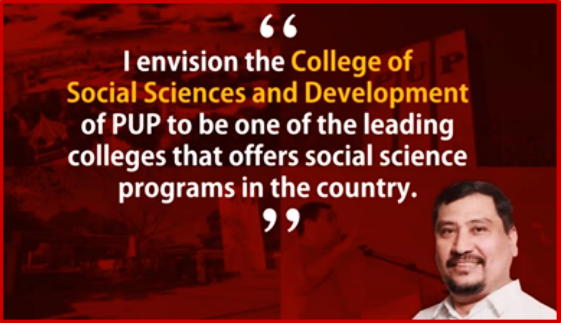 “
I envision the College of
Social Sciences and Development
of PUP to be one of the leading
colleges that offers social science
programs in the country.
”
PUP